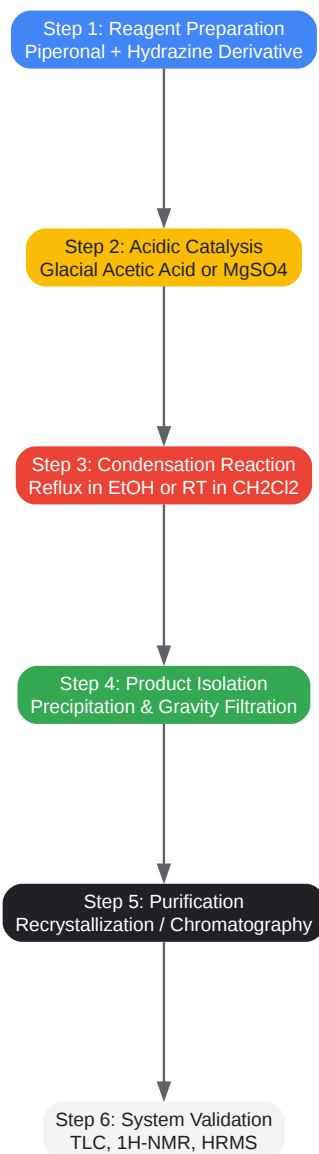 Step 1: Reagent Preparation
Piperonal + Hydrazine Derivative
Step 2: Acidic Catalysis
Glacial Acetic Acid or MgSO4
Step 3: Condensation Reaction
Reflux in EtOH or RT in CH2Cl2
Step 4: Product Isolation
Precipitation & Gravity Filtration
Step 5: Purification
Recrystallization / Chromatography
Step 6: System Validation
TLC, 1H-NMR, HRMS